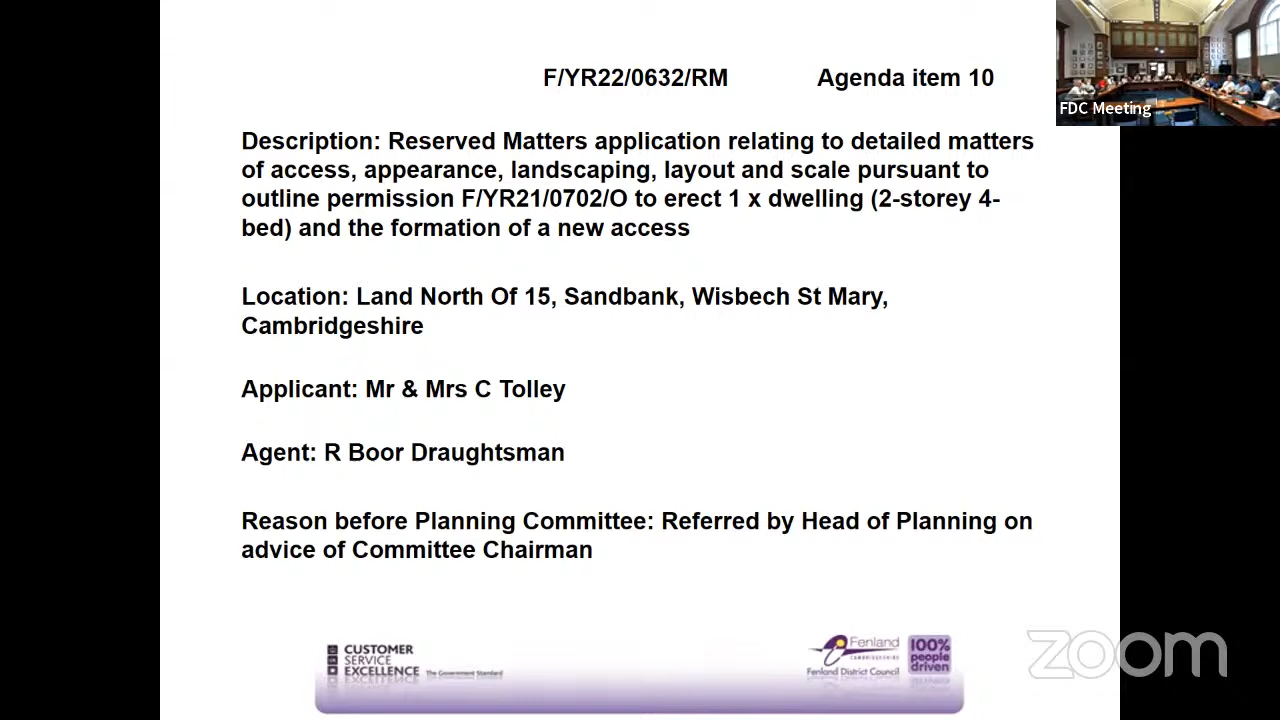 F/YR22/0632/RM Agenda item 10
FDC Meeting
Description: Reserved Matters application relating to detailed matters
of access, appearance, landscaping, layout and scale pursuant to
outline permission F/YR21/0702/O to erect 1 x dwelling (2-storey 4-
bed) and the formation of a new access
Location: Land North Of 15, Sandbank, Wisbech St Mary,
Cambridgeshire
Applicant: Mr & Mrs C Tolley
Agent: R Boor Draughtsman
Reason before Planning Committee: Referred by Head of Planning on
advice of Committee Chairman
CUSTOMER
SERVICE
EXCELLENCE The Government Standard
Fenland
CAMBRIDGESHIRE
Fenland District Council
100%
people
driven
zoom